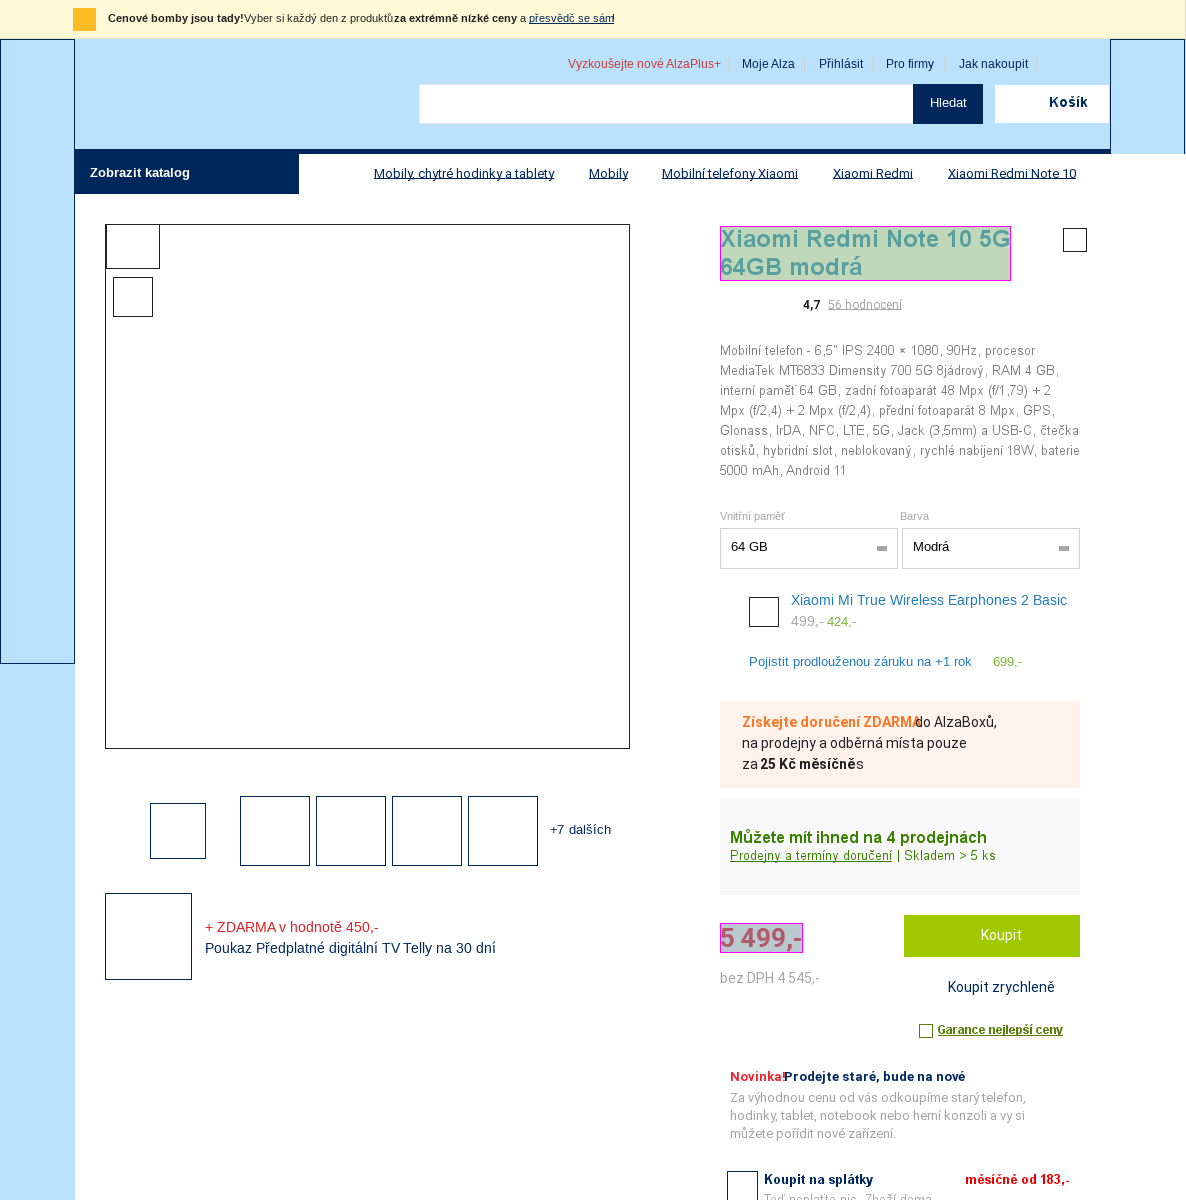 Cenové bomby jsou tady! Vyber si každý den z produktů za extrémně nízké ceny a přesvědč se sám!
Vyzkoušejte nové AlzaPlus+ Moje Alza Přihlásit Pro firmy Jak nakoupit
Hledat Košík
Zobrazit katalog
Mobily, chytré hodinky a tablety Mobily Mobilní telefony Xiaomi Xiaomi Redmi Xiaomi Redmi Note 10
Xiaomi Redmi Note 10 5G
64GB modrá
4,7 56 hodnocení
Mobilní telefon - 6,5" IPS 2400 × 1080, 90Hz, procesor
MediaTek MT6833 Dimensity 700 5G 8jádrový, RAM 4 GB,
interní paměť 64 GB, zadní fotoaparát 48 Mpx (f/1,79) + 2
Mpx (f/2,4) + 2 Mpx (f/2,4), přední fotoaparát 8 Mpx, GPS,
Glonass, IrDA, NFC, LTE, 5G, Jack (3,5mm) a USB-C, čtečka
otisků, hybridní slot, neblokovaný, rychlé nabíjení 18W, baterie
5000 mAh, Android 11
Vnitřní paměť Barva
64 GB Modrá
Xiaomi Mi True Wireless Earphones 2 Basic
499,- 424,-
Pojistit prodlouženou záruku na +1 rok 699,-
Získejte doručení ZDARMA do AlzaBoxů,
na prodejny a odběrná místa pouze
za 25 Kč měsíčně s
+7 dalších
Můžete mít ihned na 4 prodejnách
Prodejny a termíny doručení | Skladem > 5 ks
+ ZDARMA v hodnotě 450,-
Poukaz Předplatné digitální TV Telly na 30 dní
5 499,- Koupit
bez DPH 4 545,-
Koupit zrychleně
Garance nejlepší ceny
Novinka! Prodejte staré, bude na nové
Za výhodnou cenu od vás odkoupíme starý telefon,
hodinky, tablet, notebook nebo herní konzoli a vy si
můžete pořídit nové zařízení.
Koupit na splátky měsíčně od 183,-
Teď neplaťte nic. Zboží doma